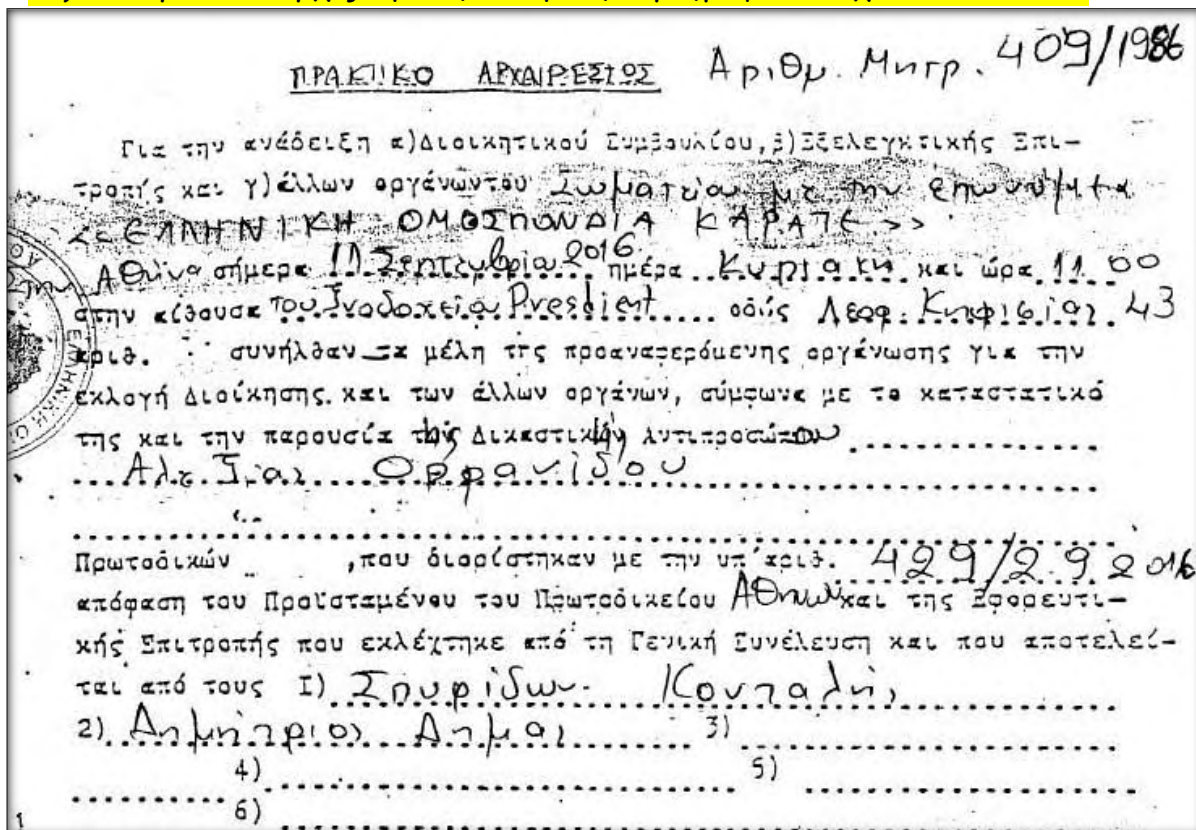 ΠΡΑΚΤΙΚΟ ΑΡΧΑΙΡΕΣΙΩΣ Αριθμ. Μητρ. 409/1986
Για την ανάδειξη α)Διοικητικού Συμβουλίου, β)Εξελεγκτικής Επι-
τροπής και γ)άλλων οργάνων του Σωματείου με την επωνυμία
<<ΕΛΛΗΝΙΚΗ ΟΜΟΣΠΟΝΔΙΑ ΚΑΡΑΤΕ>>
Στην Αθήνα σήμερα 11 Σεπτεμβρίου 2016 ημέρα Κυριακή και ώρα 11 00
στην αίθουσα του Ξενοδοχείου οδός Λεωφ. Κηφισίας 43
αριθ. συνήλθαν τα μέλη της προαναφερόμενης οργάνωσης για την
εκλογή Διοίκησης και των άλλων οργάνων, σύμφωνα με το καταστατικό
της και την παρουσία της Δικαστικής Αντιπροσώπου
Αλεξίας Ορφανίδου
Πρωτοδικών , που διορίστηκαν με την υπ'αριθ. 429/2.9 2016
απόφαση του Προϊσταμένου του Πρωτοδικείου Αθηνών και της Εφορευτι-
κής Επιτροπής που εκλέχτηκε από τη Γενική Συνέλευση και που αποτελεί-
ται από τους 1) Σπυρίδων
2) Δημήτριος Δήμας 3)
4) 5)
6)
1